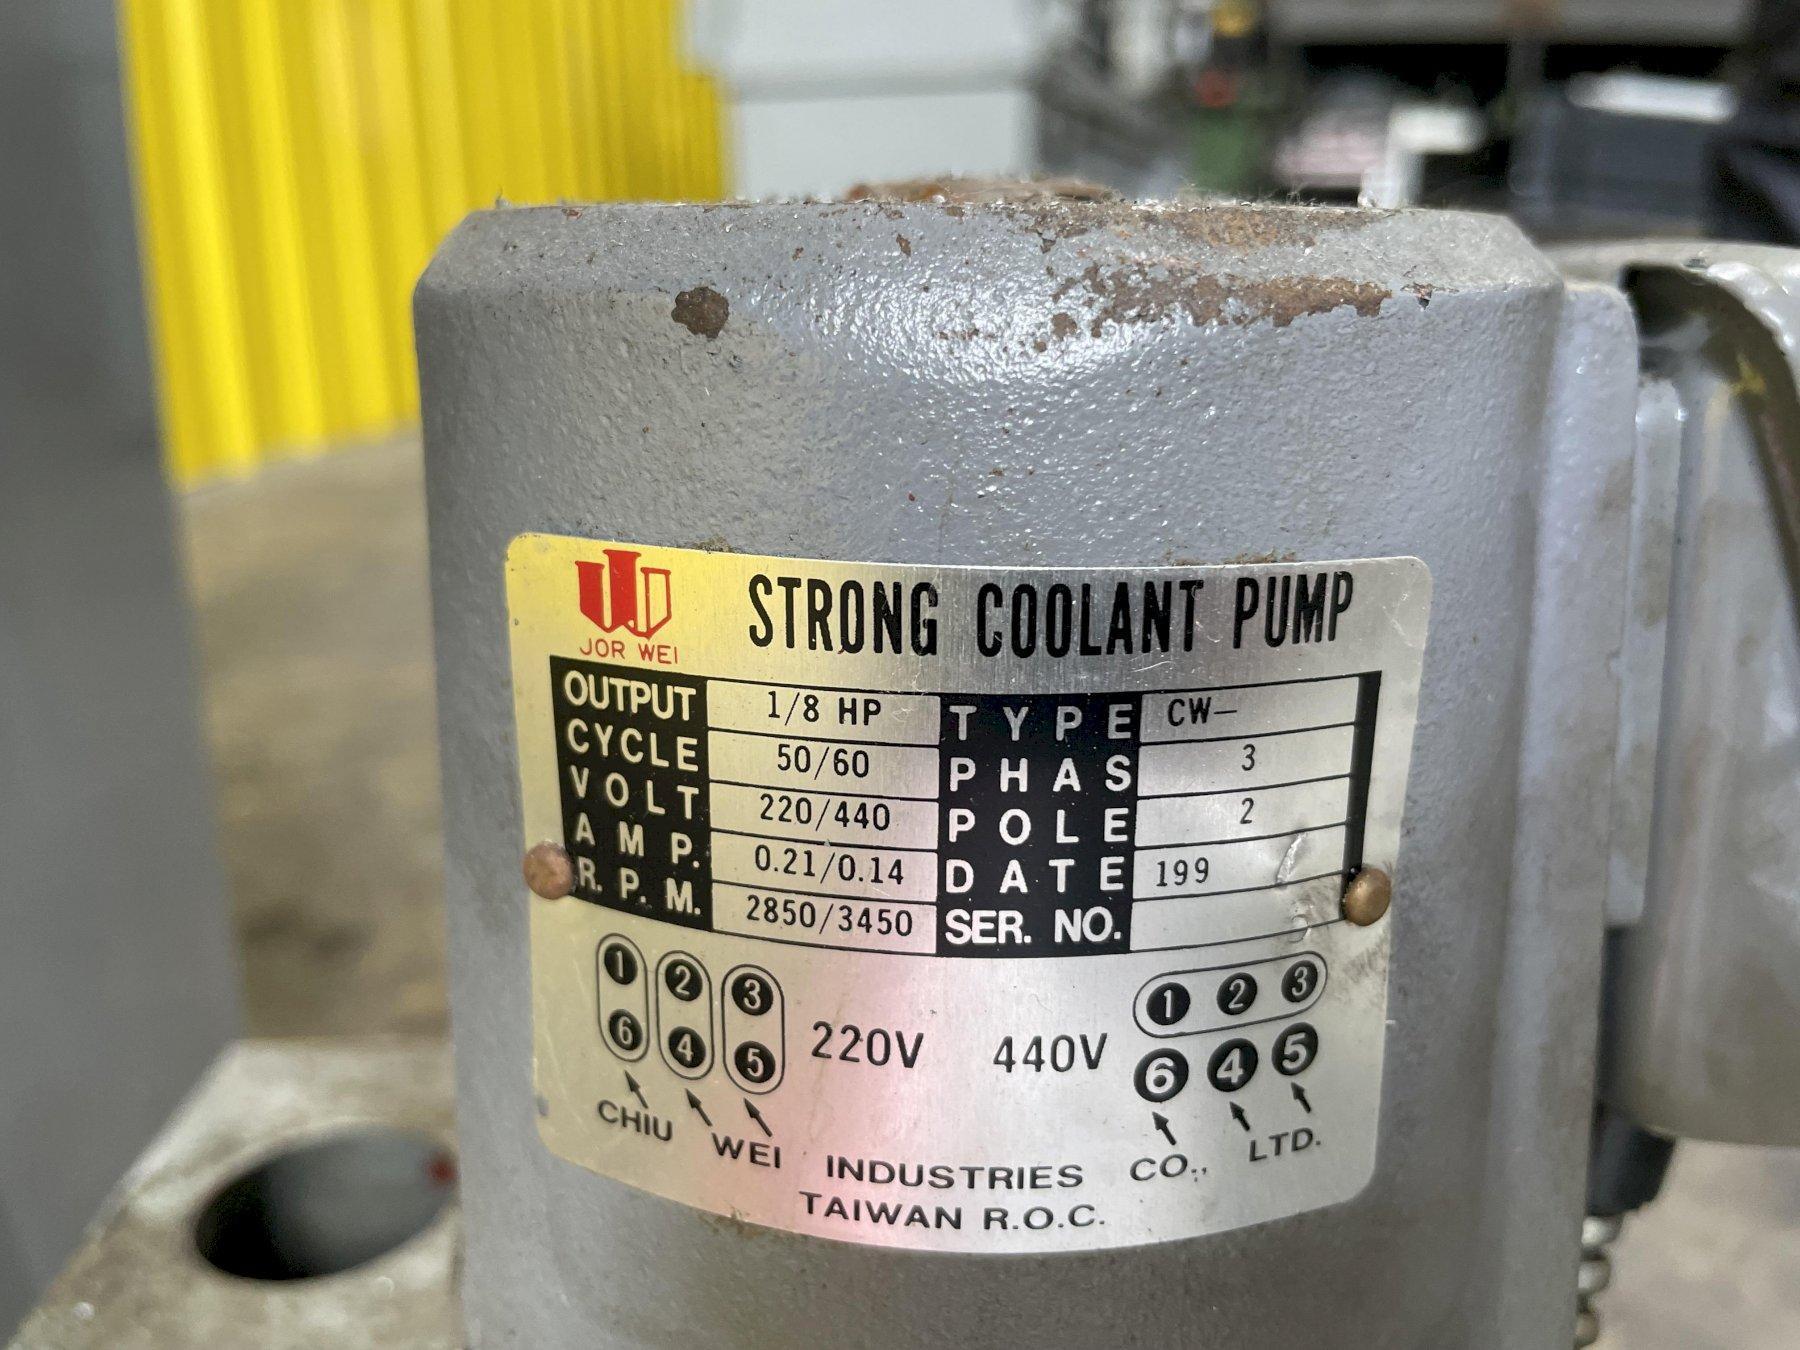 JOR WEI
STRONG COOLANT PUMP
OUTPUT 1/8 HP TYPE CW-
CYCLE 50/60 PHAS 3
VOLT 220/440 POLE 2
AMP. 0.21/0.14 DATE 199
R.P.M. 2850/3450 SER. NO.
1 2 3 220V 440V 1 2 3
6 4 5 6 4 5
CHIU WEI INDUSTRIES CO., LTD.
TAIWAN R.O.C.